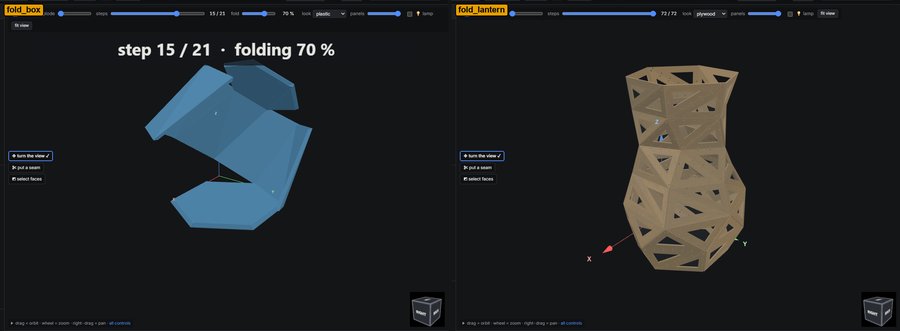 fold_box
node
steps
15 / 21
fold
70 %
look
plastic
panels
lamp
fit view
step 15 / 21 · folding 70 %
turn the view ✓
put a seam
select faces
Z
drag = orbit · wheel = zoom · right-drag = pan · all controls
RIGHT
fold_lantern
steps
72 / 72
look
plywood
panels
lamp
fit view
turn the view ✓
put a seam
select faces
Z
X
Y
drag = orbit · wheel = zoom · right-drag = pan · all controls
RIGHT